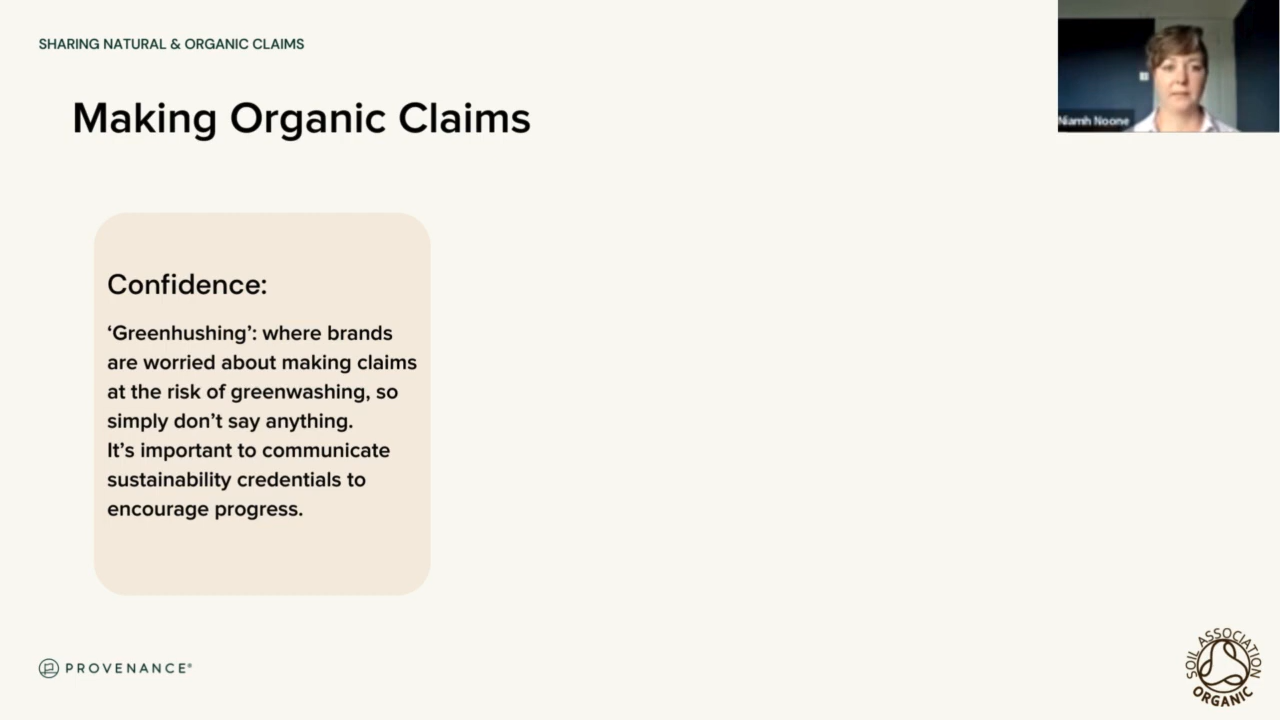 SHARING NATURAL & ORGANIC CLAIMS
Making Organic Claims
Niamh Noone
Confidence:
‘Greenhushing’: where brands
are worried about making claims
at the risk of greenwashing, so
simply don’t say anything.
It’s important to communicate
sustainability credentials to
encourage progress.
PROVENANCE®
SOIL ASSOCIATION
ORGANIC